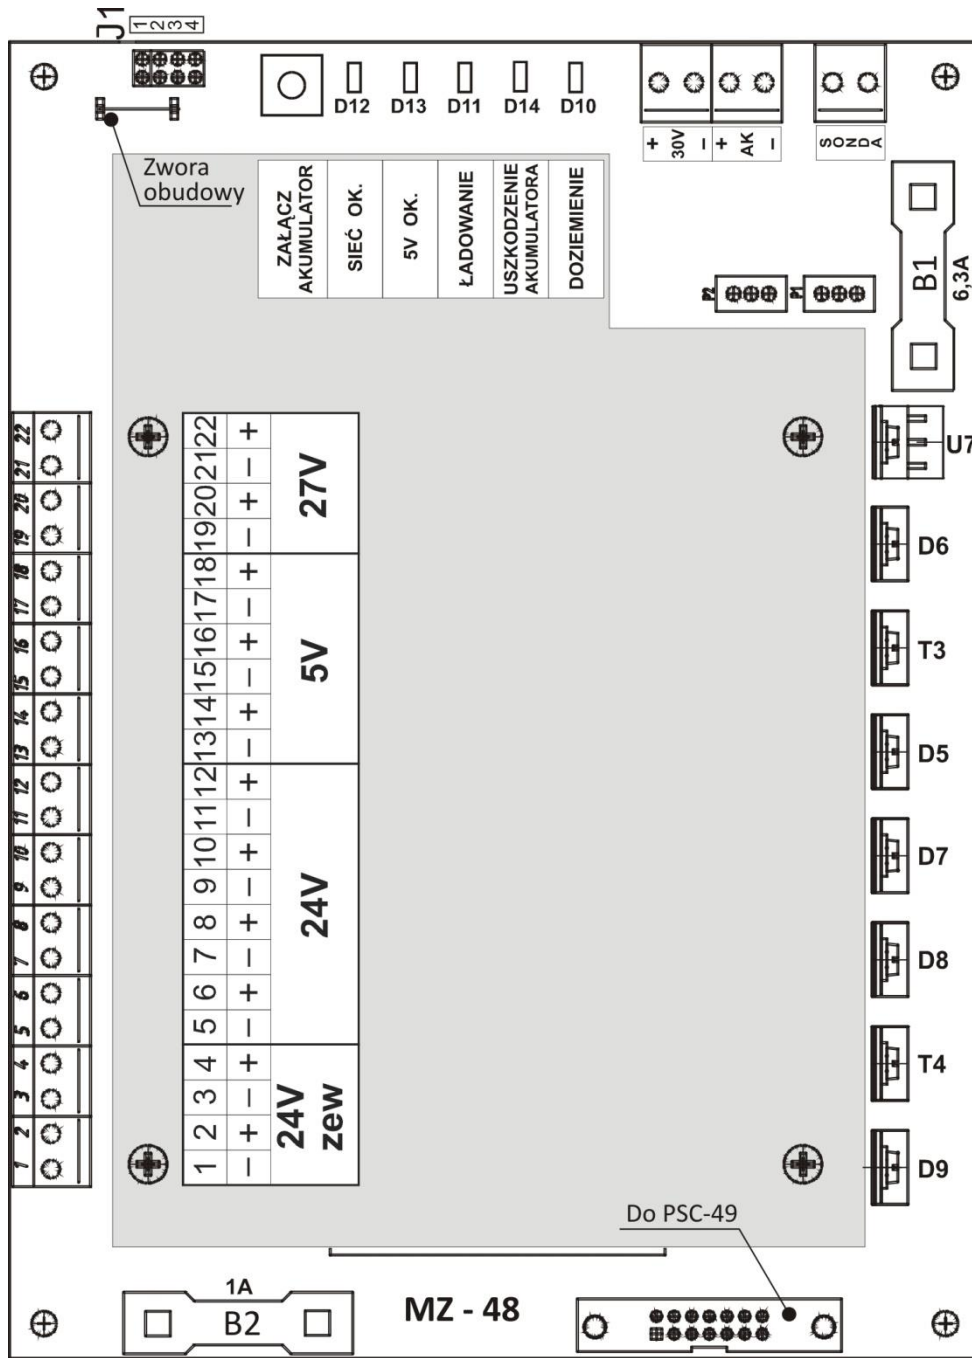 J1
1
2
3
4
D12
D13
D11
D14
D10
+ 30V -
+ AK -
SONDA
Zwora
obudowy
ZAŁĄCZ
AKUMULATOR
SIEĆ OK.
5V OK.
ŁADOWANIE
USZKODZENIE
AKUMULATORA
DOZIEMIENIE
P2
P1
B1
6,3A
22
21
20
19
18
17
16
15
14
13
12
11
10
9
8
7
6
5
4
3
2
1
22 +
21 –
20 +
19 –
27V
18 +
17 –
16 +
15 –
14 +
13 –
5V
12 +
11 –
10 +
9 –
8 +
7 –
6 +
5 –
24V
4 +
3 –
2 +
1 –
24V
zew
U7
D6
T3
D5
D7
D8
T4
D9
Do PSC-49
1A
B2
MZ - 48